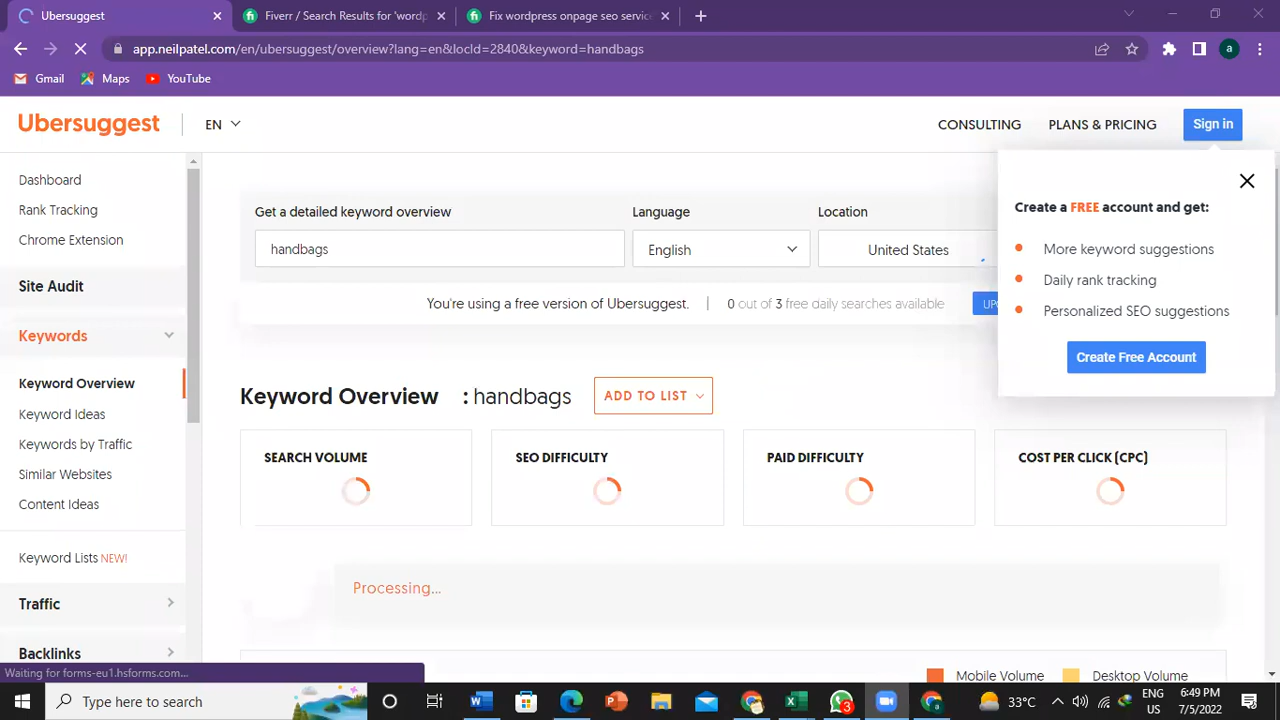 Ubersuggest
Fiverr / Search Results for 'wordp
Fix wordpress onpage seo service
app.neilpatel.com/en/ubersuggest/overview?lang=en&locId=2840&keyword=handbags
a
Gmail
Maps
YouTube
Ubersuggest
EN
CONSULTING
PLANS & PRICING
Sign in
Dashboard
Rank Tracking
Chrome Extension
Site Audit
Keywords
Keyword Overview
Keyword Ideas
Keywords by Traffic
Similar Websites
Content Ideas
Keyword Lists NEW!
Traffic
Backlinks
Get a detailed keyword overview
Language
Location
handbags
English
United States
You're using a free version of Ubersuggest. | 0 out of 3 free daily searches available
UPG
Create a FREE account and get:
More keyword suggestions
Daily rank tracking
Personalized SEO suggestions
Create Free Account
Keyword Overview : handbags
ADD TO LIST
SEARCH VOLUME
SEO DIFFICULTY
PAID DIFFICULTY
COST PER CLICK (CPC)
Processing...
Mobile Volume
Desktop Volume
Waiting for forms-eu1.hsforms.com...
Type here to search
3
33°C
ENG
US
6:49 PM
7/5/2022